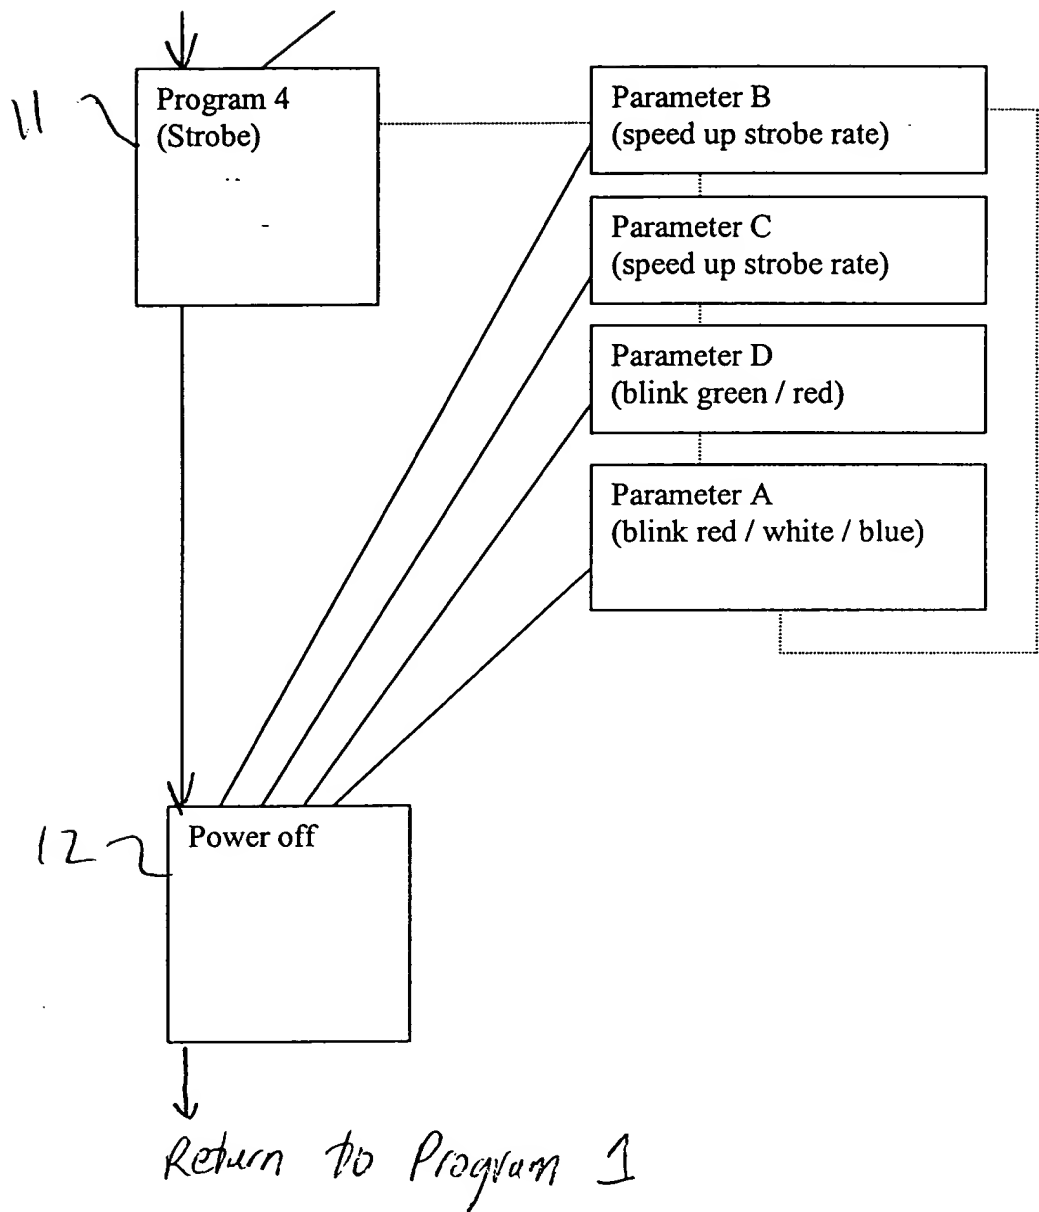 11
Program 4
(Strobe)
Parameter B
(speed up strobe rate)
Parameter C
(speed up strobe rate)
Parameter D
(blink green / red)
Parameter A
(blink red / white / blue)
12
Power off
Return to Program 1